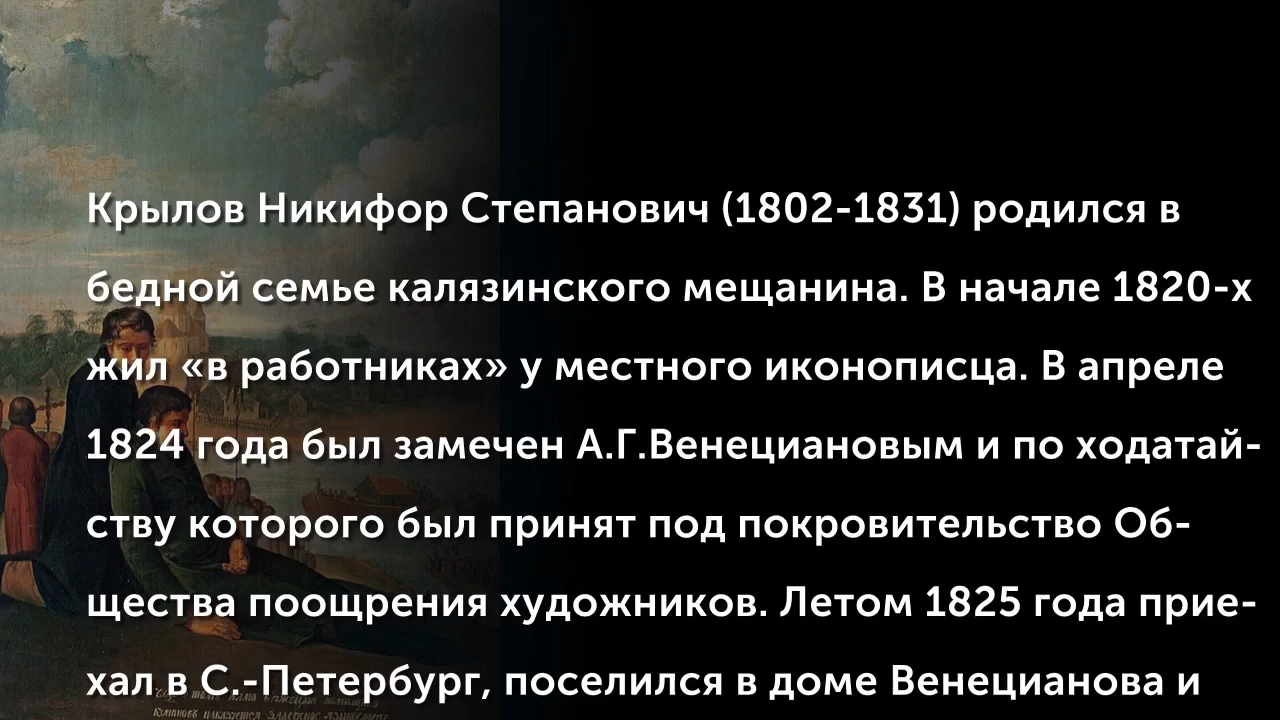 Крылов Никифор Степанович (1802-1831) родился в
бедной семье калязинского мещанина. В начале 1820-х
жил «в работниках» у местного иконописца. В апреле
1824 года был замечен А.Г.Венециановым и по ходатай-
ству которого был принят под покровительство Об-
щества поощрения художников. Летом 1825 года прие-
хал в С.-Петербург, поселился в доме Венецианова и